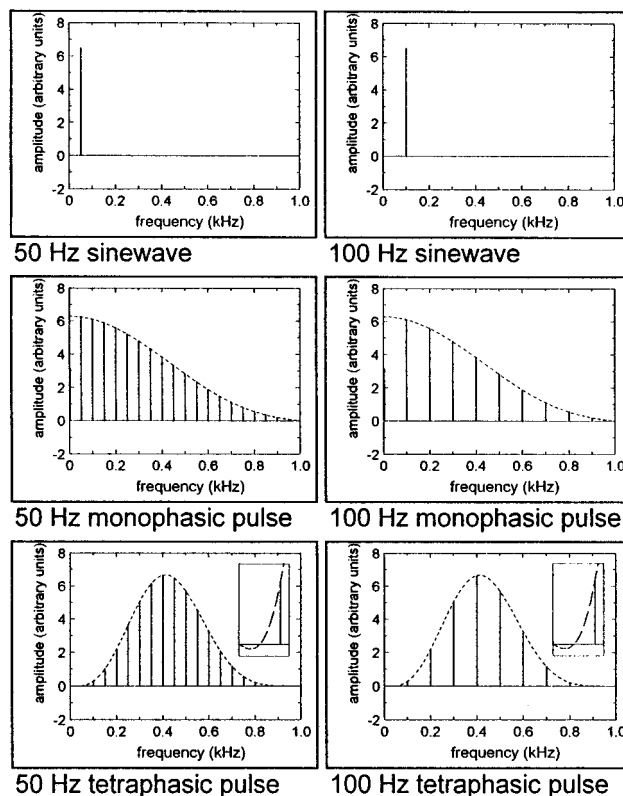 amplitude (arbitrary units)
8
6
4
2
0
-2
0 0.2 0.4 0.6 0.8 1.0
frequency (kHz)
50 Hz sinewave
amplitude (arbitrary units)
8
6
4
2
0
-2
0 0.2 0.4 0.6 0.8 1.0
frequency (kHz)
100 Hz sinewave
amplitude (arbitrary units)
8
6
4
2
0
-2
0 0.2 0.4 0.6 0.8 1.0
frequency (kHz)
50 Hz monophasic pulse
amplitude (arbitrary units)
8
6
4
2
0
-2
0 0.2 0.4 0.6 0.8 1.0
frequency (kHz)
100 Hz monophasic pulse
amplitude (arbitrary units)
8
6
4
2
0
-2
0 0.2 0.4 0.6 0.8 1.0
frequency (kHz)
50 Hz tetraphasic pulse
amplitude (arbitrary units)
8
6
4
2
0
-2
0 0.2 0.4 0.6 0.8 1.0
frequency (kHz)
100 Hz tetraphasic pulse